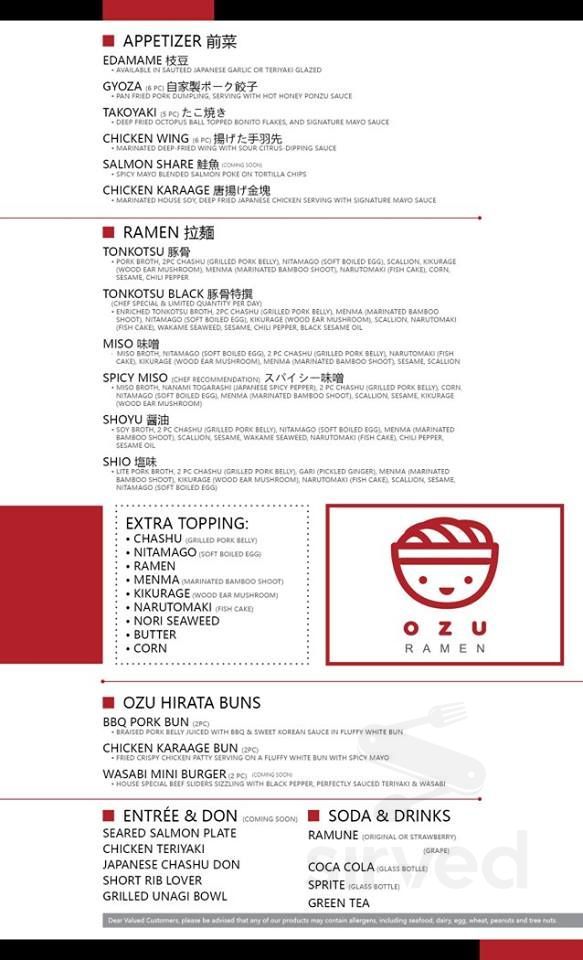 APPETIZER 前菜
EDAMAME 枝豆
• AVAILABLE IN SAUTEED JAPANESE GARLIC OR TERIYAKI GLAZED
GYOZA (6 PC) 自家製ポーク餃子
• PAN FRIED PORK DUMPLING, SERVING WITH HOT HONEY PONZU SAUCE
TAKOYAKI (5 PC) たこ焼き
• DEEP FRIED OCTOPUS BALL TOPPED BONITO FLAKES, AND SIGNATURE MAYO SAUCE
CHICKEN WING (6 PC) 揚げた手羽先
• MARINATED DEEP-FRIED WING WITH SOUR CITRUS-DIPPING SAUCE
SALMON SHARE 鮭魚 (COMING SOON)
• SPICY MAYO BLENDED SALMON POKE ON TORTILLA CHIPS
CHICKEN KARAAGE 唐揚げ金塊
• MARINATED HOUSE SOY, DEEP FRIED JAPANESE CHICKEN SERVING WITH SIGNATURE MAYO SAUCE
RAMEN 拉麺
TONKOTSU 豚骨
• PORK BROTH, 2PC CHASHU (GRILLED PORK BELLY), NITAMAGO (SOFT BOILED EGG), SCALLION, KIKURAGE
(WOOD EAR MUSHROOM), MENMA (MARINATED BAMBOO SHOOT), NARUTOMAKI (FISH CAKE), CORN,
SESAME, CHILI PEPPER
TONKOTSU BLACK 豚骨特撰
(CHEF SPECIAL & LIMITED QUANTITY PER DAY)
• ENRICHED TONKOTSU BROTH, 2PC CHASHU (GRILLED PORK BELLY), MENMA (MARINATED BAMBOO
SHOOT), NITAMAGO (SOFT BOILED EGG), KIKURAGE (WOOD EAR MUSHROOM), SCALLION, NARUTOMAKI
(FISH CAKE), WAKAME SEAWEED, SESAME, CHILI PEPPER, BLACK SESAME OIL
MISO 味噌
· MISO BROTH, NITAMAGO (SOFT BOILED EGG), 2 PC CHASHU (GRILLED PORK BELLY), NARUTOMAKI (FISH
CAKE), KIKURAGE (WOOD EAR MUSHROOM), MENMA (MARINATED BAMBOO SHOOT), SESAME, SCALLION
SPICY MISO (CHEF RECOMMENDATION) スパイシー味噌
• MISO BROTH, NANAMI TOGARASHI (JAPANESE SPICY PEPPER), 2 PC CHASHU (GRILLED PORK BELLY), CORN,
NITAMAGO (SOFT BOILED EGG), MENMA (MARINATED BAMBOO SHOOT), SCALLION, SESAME, KIKURAGE
(WOOD EAR MUSHROOM)
SHOYU 醤油
• SOY BROTH, 2 PC CHASHU (GRILLED PORK BELLY), NITAMAGO (SOFT BOILED EGG), MENMA (MARINATED
BAMBOO SHOOT), SCALLION, SESAME, WAKAME SEAWEED, NARUTOMAKI (FISH CAKE), CHILI PEPPER,
SESAME OIL
SHIO 塩味
• LITE PORK BROTH, 2 PC CHASHU (GRILLED PORK BELLY), GARI (PICKLED GINGER), MENMA (MARINATED
BAMBOO SHOOT), KIKURAGE (WOOD EAR MUSHROOM), NARUTOMAKI (FISH CAKE), SCALLION, SESAME,
NITAMAGO (SOFT BOILED EGG)
EXTRA TOPPING:
• CHASHU (GRILLED PORK BELLY)
• NITAMAGO (SOFT BOILED EGG)
• RAMEN
• MENMA (MARINATED BAMBOO SHOOT)
• KIKURAGE (WOOD EAR MUSHROOM)
• NARUTOMAKI (FISH CAKE)
• NORI SEAWEED
• BUTTER
• CORN
OZU
RAMEN
OZU HIRATA BUNS
BBQ PORK BUN (2PC)
• BRAISED PORK BELLY JUICED WITH BBQ & SWEET KOREAN SAUCE IN FLUFFY WHITE BUN
CHICKEN KARAAGE BUN (2PC)
• FRIED CRISPY CHICKEN PATTY SERVING ON A FLUFFY WHITE BUN WITH SPICY MAYO
WASABI MINI BURGER (2 PC) (COMING SOON)
• HOUSE SPECIAL BEEF SLIDERS SIZZLING WITH BLACK PEPPER, PERFECTLY SAUCED TERIYAKI & WASABI
ENTRÉE & DON (COMING SOON)
SEARED SALMON PLATE
CHICKEN TERIYAKI
JAPANESE CHASHU DON
SHORT RIB LOVER
GRILLED UNAGI BOWL
SODA & DRINKS
RAMUNE (ORIGINAL OR STRAWBERRY)
(GRAPE)
COCA COLA (GLASS BOTLLE)
SPRITE (GLASS BOTTLE)
GREEN TEA
sirved
Dear Valued Customers, please be advised that any of our products may contain allergens, including seafood, dairy, egg, wheat, peanuts and tree nuts.